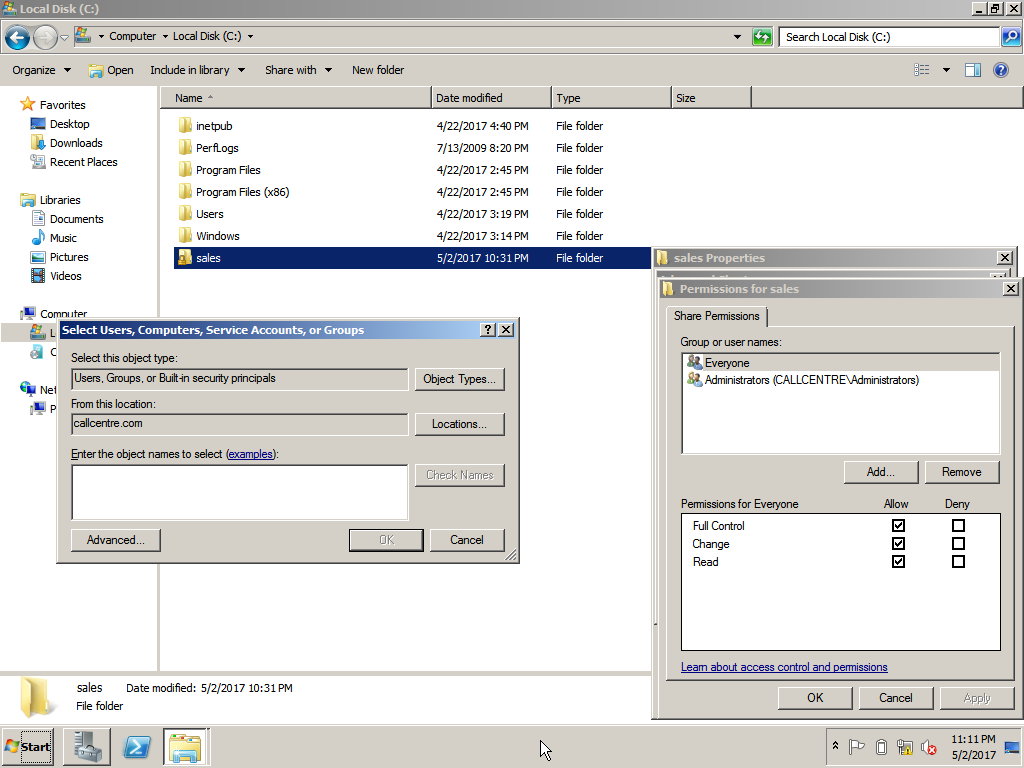 Local Disk (C:)
Computer Local Disk (C:)
Search Local Disk (C:)
Organize Open Include in library Share with New folder
Name Date modified Type Size
Favorites
Desktop
Downloads
Recent Places
Libraries
Documents
Music
Pictures
Videos
Computer
inetpub 4/22/2017 4:40 PM File folder
PerfLogs 7/13/2009 8:20 PM File folder
Program Files 4/22/2017 2:45 PM File folder
Program Files (x86) 4/22/2017 2:45 PM File folder
Users 4/22/2017 3:19 PM File folder
Windows 4/22/2017 3:14 PM File folder
sales 5/2/2017 10:31 PM File folder
Select Users, Computers, Service Accounts, or Groups
Select this object type:
Users, Groups, or Built-in security principals
Object Types...
From this location:
callcentre.com
Locations...
Enter the object names to select (examples):
Check Names
Advanced... OK Cancel
sales Properties
Permissions for sales
Share Permissions
Group or user names:
Everyone
Administrators (CALLCENTRE\Administrators)
Add... Remove
Permissions for Everyone Allow Deny
Full Control
Change
Read
Learn about access control and permissions
OK Cancel Apply
sales Date modified: 5/2/2017 10:31 PM
File folder
Start
11:11 PM
5/2/2017